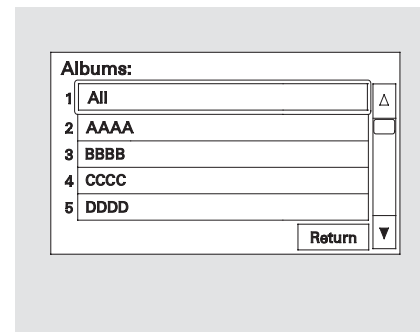 Albums:
1 All
2 AAAA
3 BBBB
4 CCCC
5 DDDD
Return